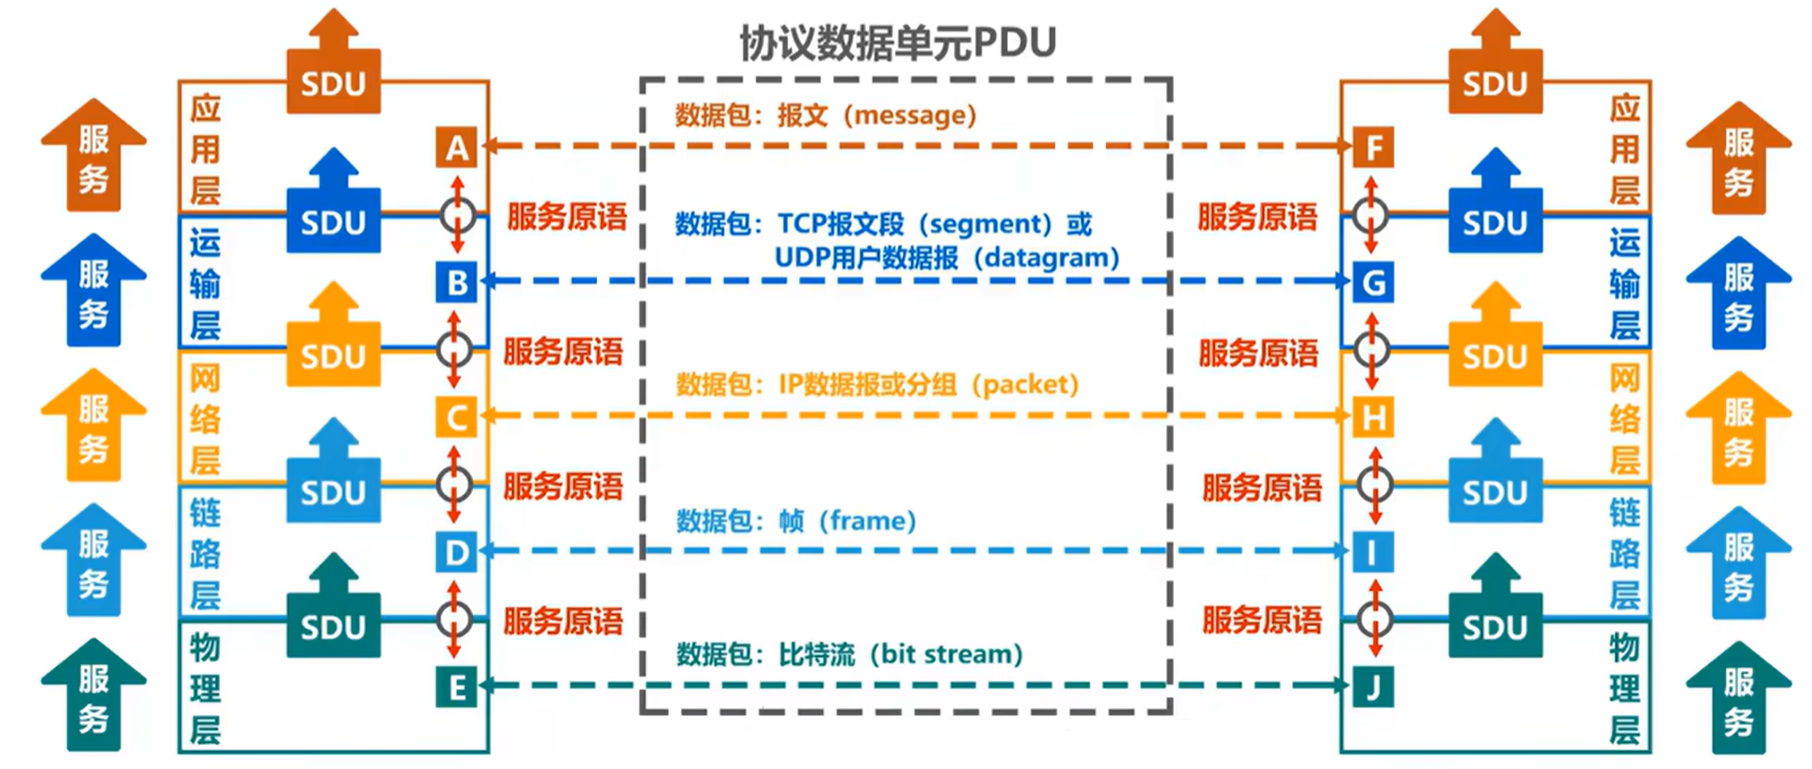 协议数据单元PDU
SDU
SDU
应用层
数据包：报文（message）
应用层
服务
A
F
服务
SDU
服务原语
服务原语
SDU
运输层
数据包：TCP报文段（segment）或
UDP用户数据报（datagram）
运输层
服务
B
G
服务
SDU
服务原语
服务原语
SDU
网络层
数据包：IP数据报或分组（packet）
网络层
服务
C
H
服务
SDU
服务原语
服务原语
SDU
链路层
数据包：帧（frame）
链路层
服务
D
I
服务
SDU
服务原语
服务原语
SDU
物理层
数据包：比特流（bit stream）
物理层
服务
E
J
服务